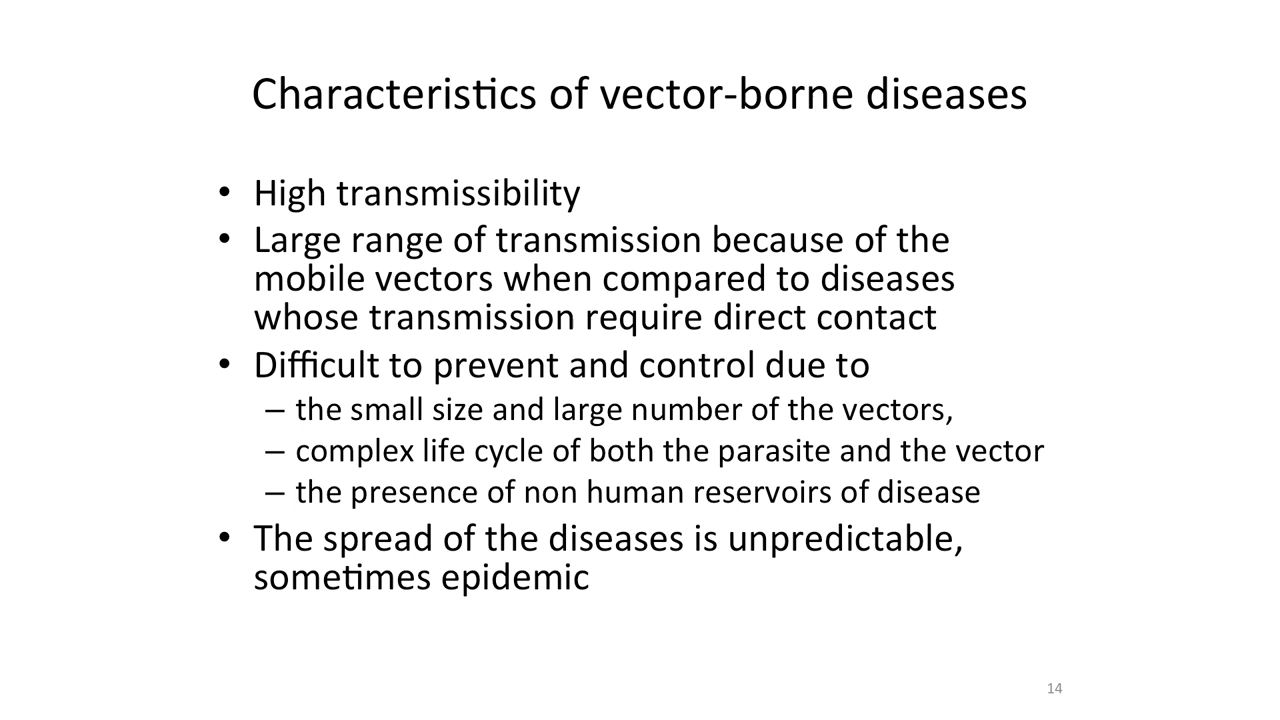 Characteristics of vector-borne diseases
• High transmissibility
• Large range of transmission because of the
mobile vectors when compared to diseases
whose transmission require direct contact
• Difficult to prevent and control due to
– the small size and large number of the vectors,
– complex life cycle of both the parasite and the vector
– the presence of non human reservoirs of disease
• The spread of the diseases is unpredictable,
sometimes epidemic
14